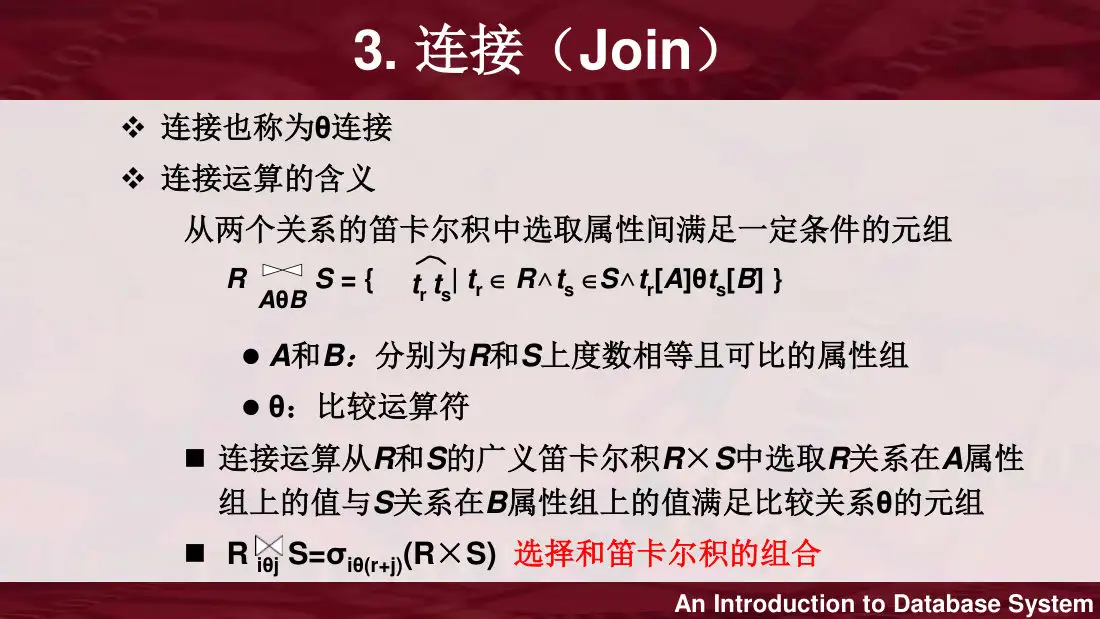 3. 连接（Join）
❖ 连接也称为θ连接
❖ 连接运算的含义
从两个关系的笛卡尔积中选取属性间满足一定条件的元组
R ⋈ S = { tr ts | tr ∈ R∧ts ∈S∧tr[A]θts[B] }
AθB
● A和B：分别为R和S上度数相等且可比的属性组
● θ：比较运算符
■ 连接运算从R和S的广义笛卡尔积R×S中选取R关系在A属性
组上的值与S关系在B属性组上的值满足比较关系θ的元组
■ R ⋈ S=σiθ(r+j)(R×S) 选择和笛卡尔积的组合
iθj
An Introduction to Database System